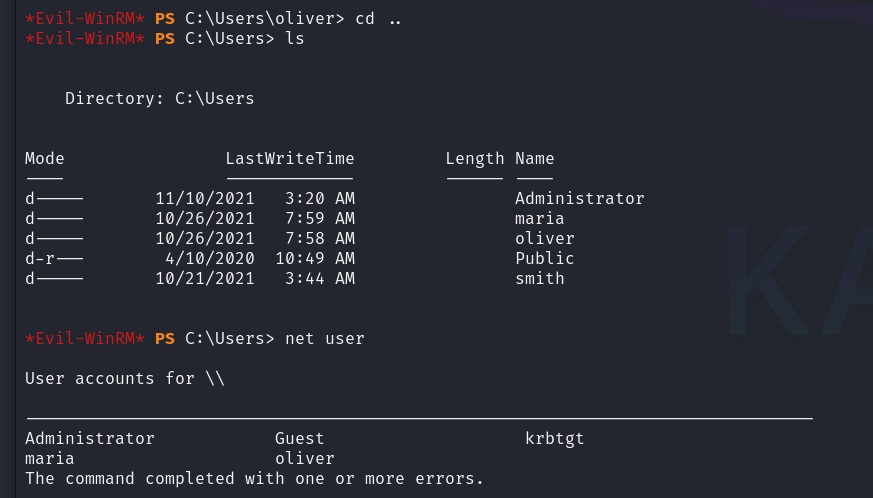 *Evil-WinRM* PS C:\Users\oliver> cd ..
*Evil-WinRM* PS C:\Users> ls
Directory: C:\Users
Mode LastWriteTime Length Name
---- ------------- ------ ----
d----- 11/10/2021 3:20 AM Administrator
d----- 10/26/2021 7:59 AM maria
d----- 10/26/2021 7:58 AM oliver
d-r--- 4/10/2020 10:49 AM Public
d----- 10/21/2021 3:44 AM smith
*Evil-WinRM* PS C:\Users> net user
User accounts for \\
-------------------------------------------------------------------------------
Administrator Guest krbtgt
maria oliver
The command completed with one or more errors.
KA